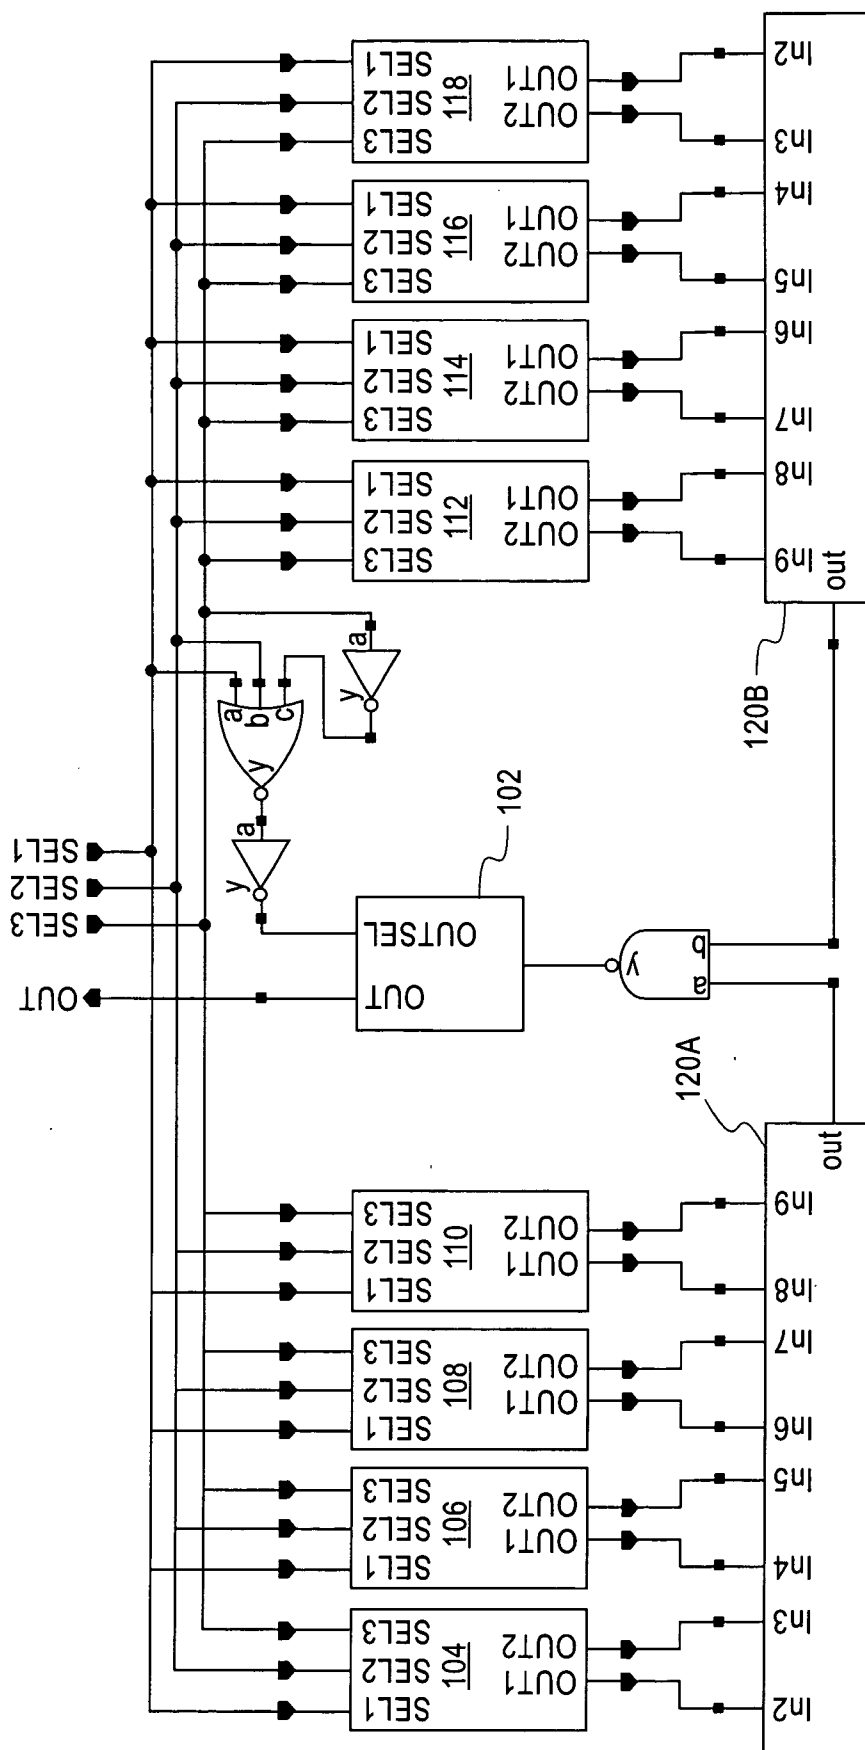 SEL1
SEL2
SEL3
OUT
SEL1
SEL2
SEL3
118
OUT1
OUT2
In2
In3
SEL1
SEL2
SEL3
116
OUT1
OUT2
In4
In5
SEL1
SEL2
SEL3
114
OUT1
OUT2
In6
In7
SEL1
SEL2
SEL3
112
OUT1
OUT2
In8
In9
out
120B
a
b
c
y
a
y
a
y
OUTSEL
OUT
102
y
b
a
120A
out
SEL3
SEL2
SEL1
110
OUT2
OUT1
In9
In8
SEL3
SEL2
SEL1
108
OUT2
OUT1
In7
In6
SEL3
SEL2
SEL1
106
OUT2
OUT1
In5
In4
SEL3
SEL2
SEL1
104
OUT2
OUT1
In3
In2